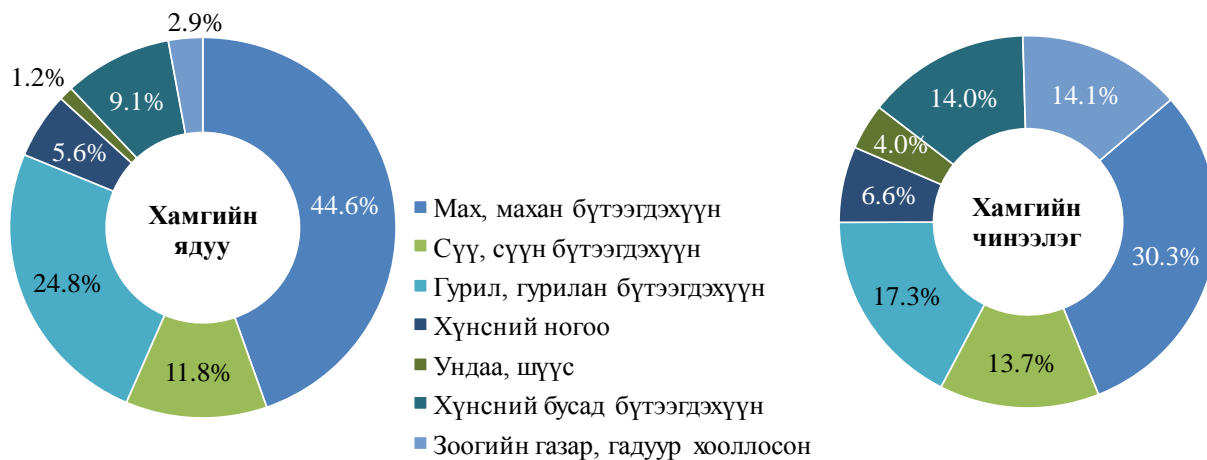 2.9%
1.2%
9.1%
5.6%
44.6%
24.8%
11.8%
Хамгийн
ядуу
Мах, махан бүтээгдэхүүн
Сүү, сүүн бүтээгдэхүүн
Гурил, гурилан бүтээгдэхүүн
Хүнсний ногоо
Ундаа, шүүс
Хүнсний бусад бүтээгдэхүүн
Зоогийн газар, гадуур хооллосон
14.0%
14.1%
4.0%
6.6%
30.3%
17.3%
13.7%
Хамгийн
чинээлэг